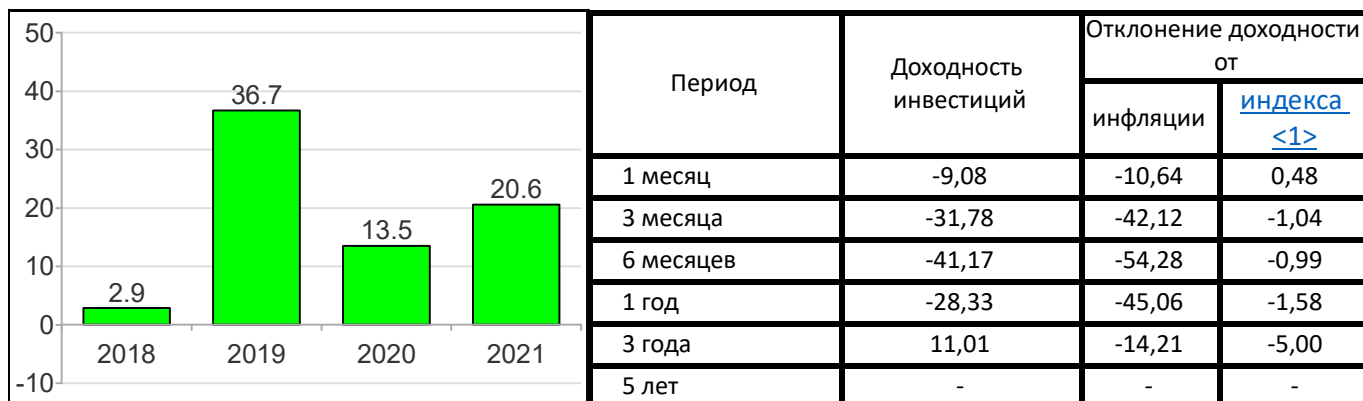 50
40
30
20
10
0
-10
2.9
36.7
13.5
20.6
2018 2019 2020 2021
Период
Доходность
инвестиций
Отклонение доходности
от
инфляции
индекса
<1>
1 месяц -9,08 -10,64 0,48
3 месяца -31,78 -42,12 -1,04
6 месяцев -41,17 -54,28 -0,99
1 год -28,33 -45,06 -1,58
3 года 11,01 -14,21 -5,00
5 лет - - -